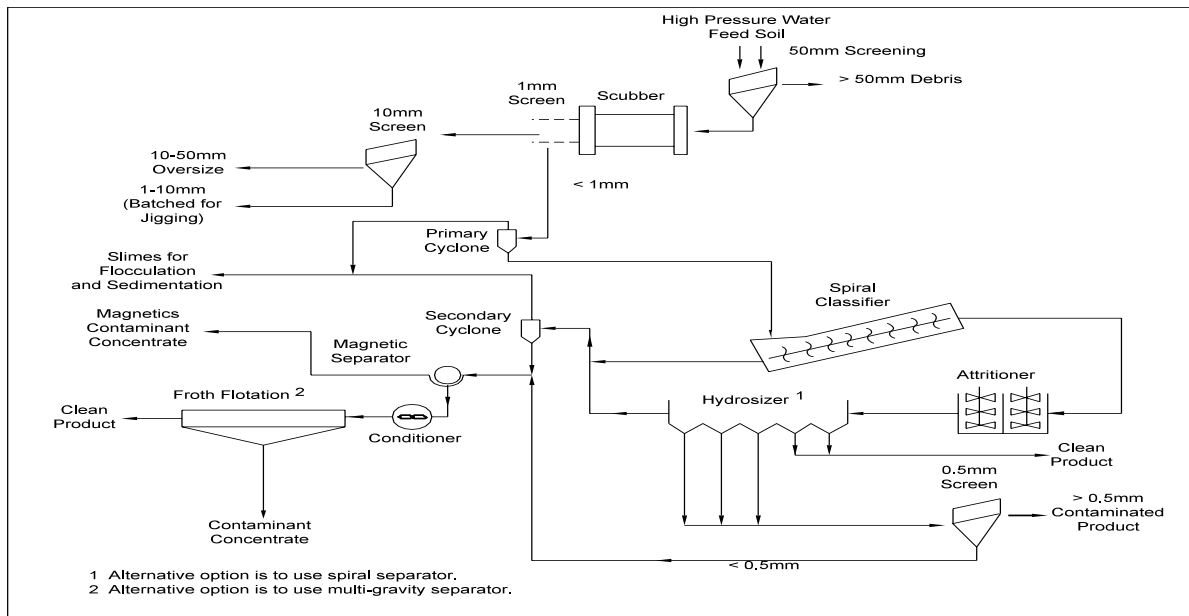 High Pressure Water
Feed Soil
50mm Screening
> 50mm Debris
Scubber
1mm
Screen
10mm
Screen
10-50mm
Oversize
1-10mm
(Batched for
Jigging)
< 1mm
Primary
Cyclone
Slimes for
Flocculation
and Sedimentation
Spiral
Classifier
Secondary
Cyclone
Magnetics
Contaminant
Concentrate
Magnetic
Separator
Attritioner
Froth Flotation 2
Hydrosizer 1
Clean
Product
Conditioner
Clean
Product
0.5mm
Screen
> 0.5mm
Contaminated
Product
Contaminant
Concentrate
< 0.5mm
1 Alternative option is to use spiral separator.
2 Alternative option is to use multi-gravity separator.